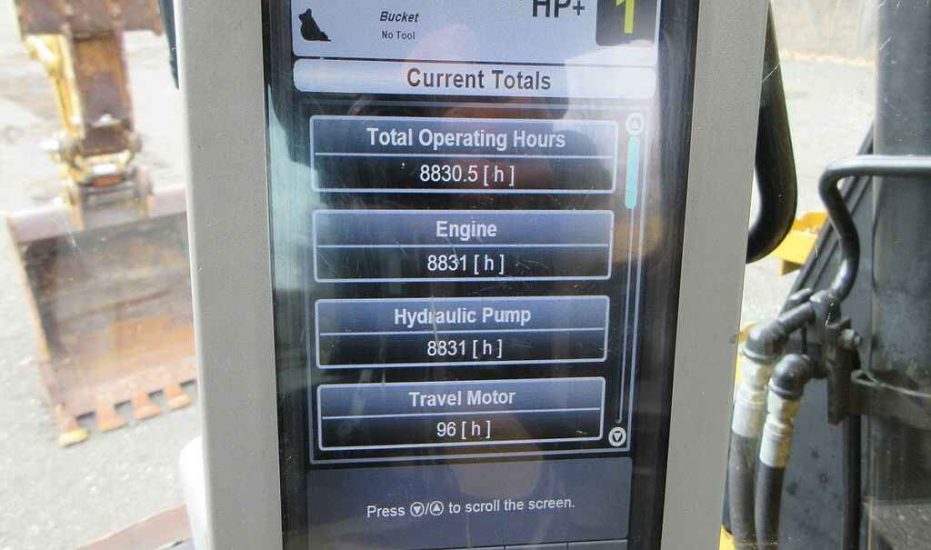 HP+
1
Bucket
No Tool
Current Totals
Total Operating Hours
8830.5 [ h ]
Engine
8831 [ h ]
Hydraulic Pump
8831 [ h ]
Travel Motor
96 [ h ]
Press ▼/▲ to scroll the screen.